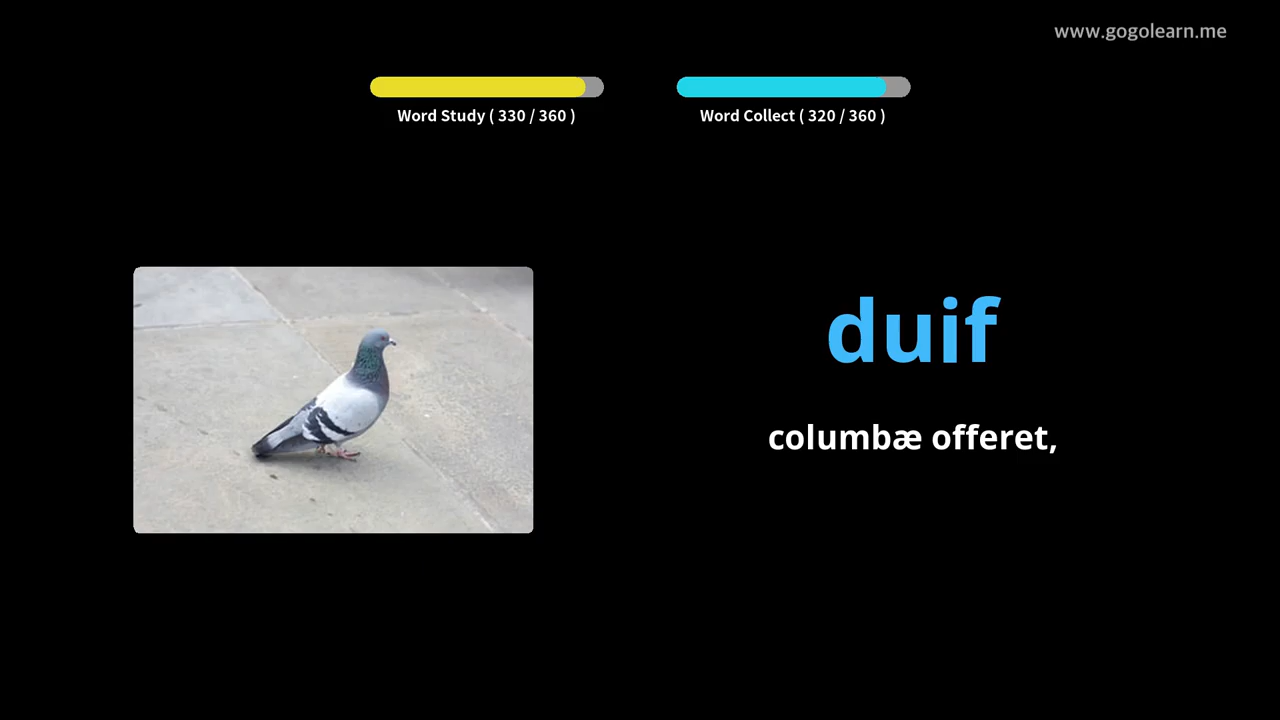 www.gogolearn.me
Word Study ( 330 / 360 )
Word Collect ( 320 / 360 )
duif
columbæ offeret,